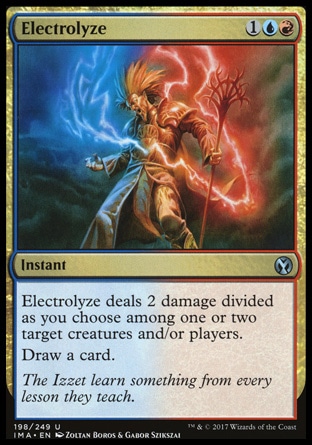 Electrolyze 1
Instant
Electrolyze deals 2 damage divided
as you choose among one or two
target creatures and/or players.
Draw a card.
The Izzet learn something from every
lesson they teach.
198/249 U
IMA • EN Zoltan Boros & Gabor Szikszai
™ & © 2017 Wizards of the Coast